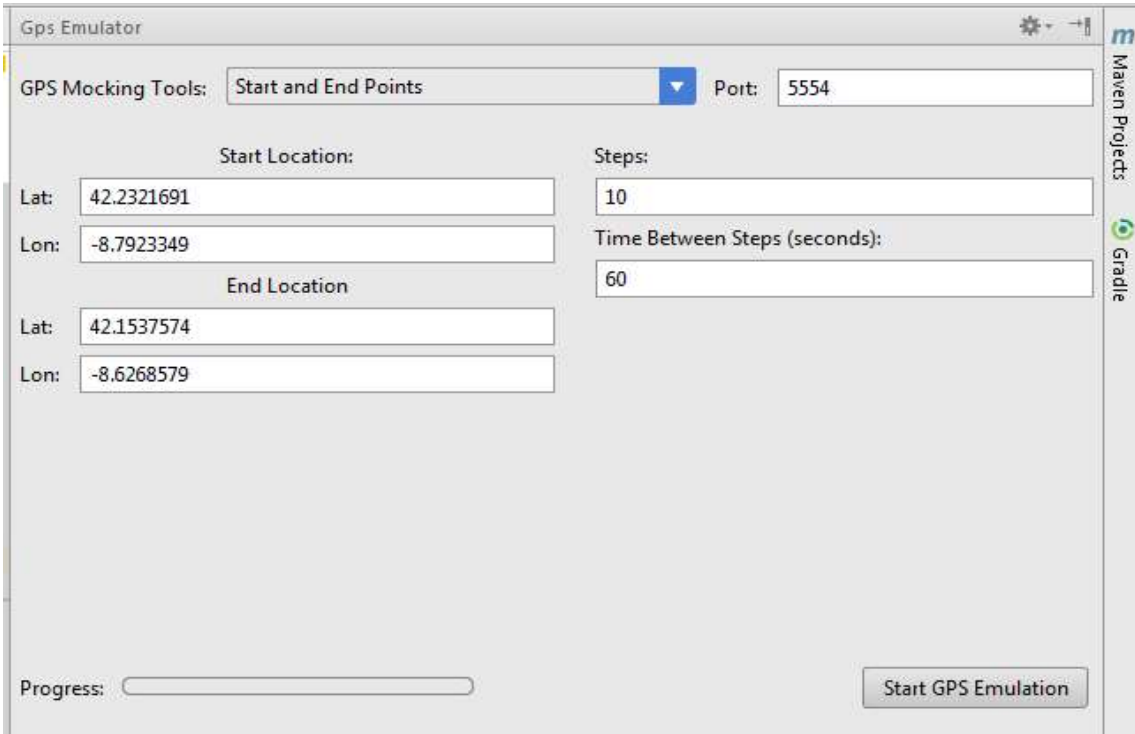 Gps Emulator
GPS Mocking Tools: Start and End Points Port: 5554
Start Location:
Lat: 42.2321691
Lon: -8.7923349
End Location
Lat: 42.1537574
Lon: -8.6268579
Steps:
10
Time Between Steps (seconds):
60
Progress: Start GPS Emulation
m Maven Projects
Gradle